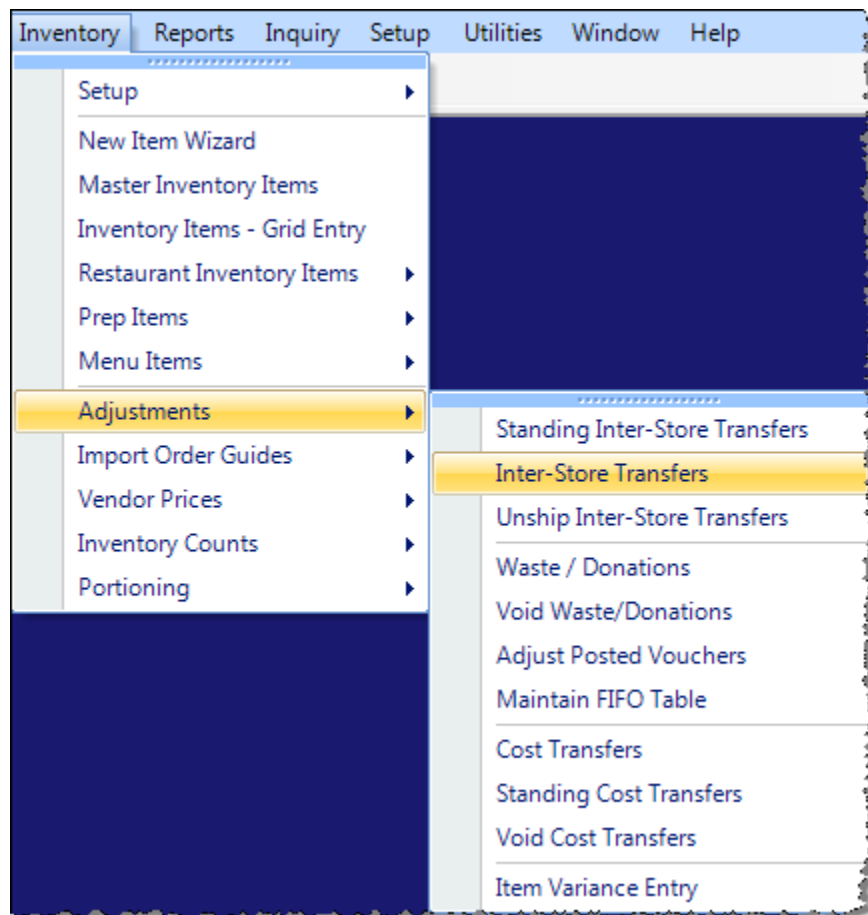 Inventory Reports Inquiry Setup Utilities Window Help
Setup
New Item Wizard
Master Inventory Items
Inventory Items - Grid Entry
Restaurant Inventory Items
Prep Items
Menu Items
Adjustments
Import Order Guides
Vendor Prices
Inventory Counts
Portioning
Standing Inter-Store Transfers
Inter-Store Transfers
Unship Inter-Store Transfers
Waste / Donations
Void Waste/Donations
Adjust Posted Vouchers
Maintain FIFO Table
Cost Transfers
Standing Cost Transfers
Void Cost Transfers
Item Variance Entry